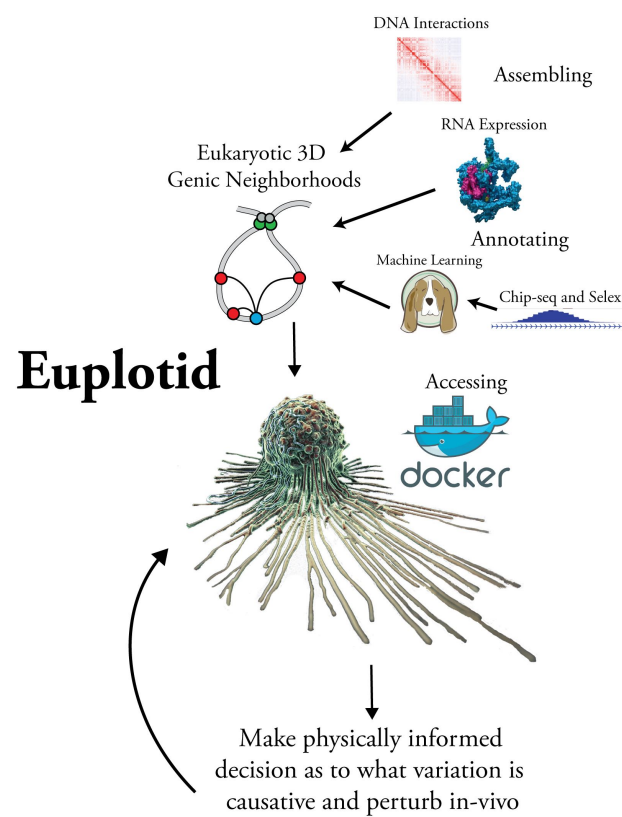 DNA Interactions
Assembling
RNA Expression
Eukaryotic 3D
Genic Neighborhoods
Annotating
Machine Learning
Chip-seq and Selex
Euplotid
Accessing
docker
Make physically informed
decision as to what variation is
causative and perturb in-vivo